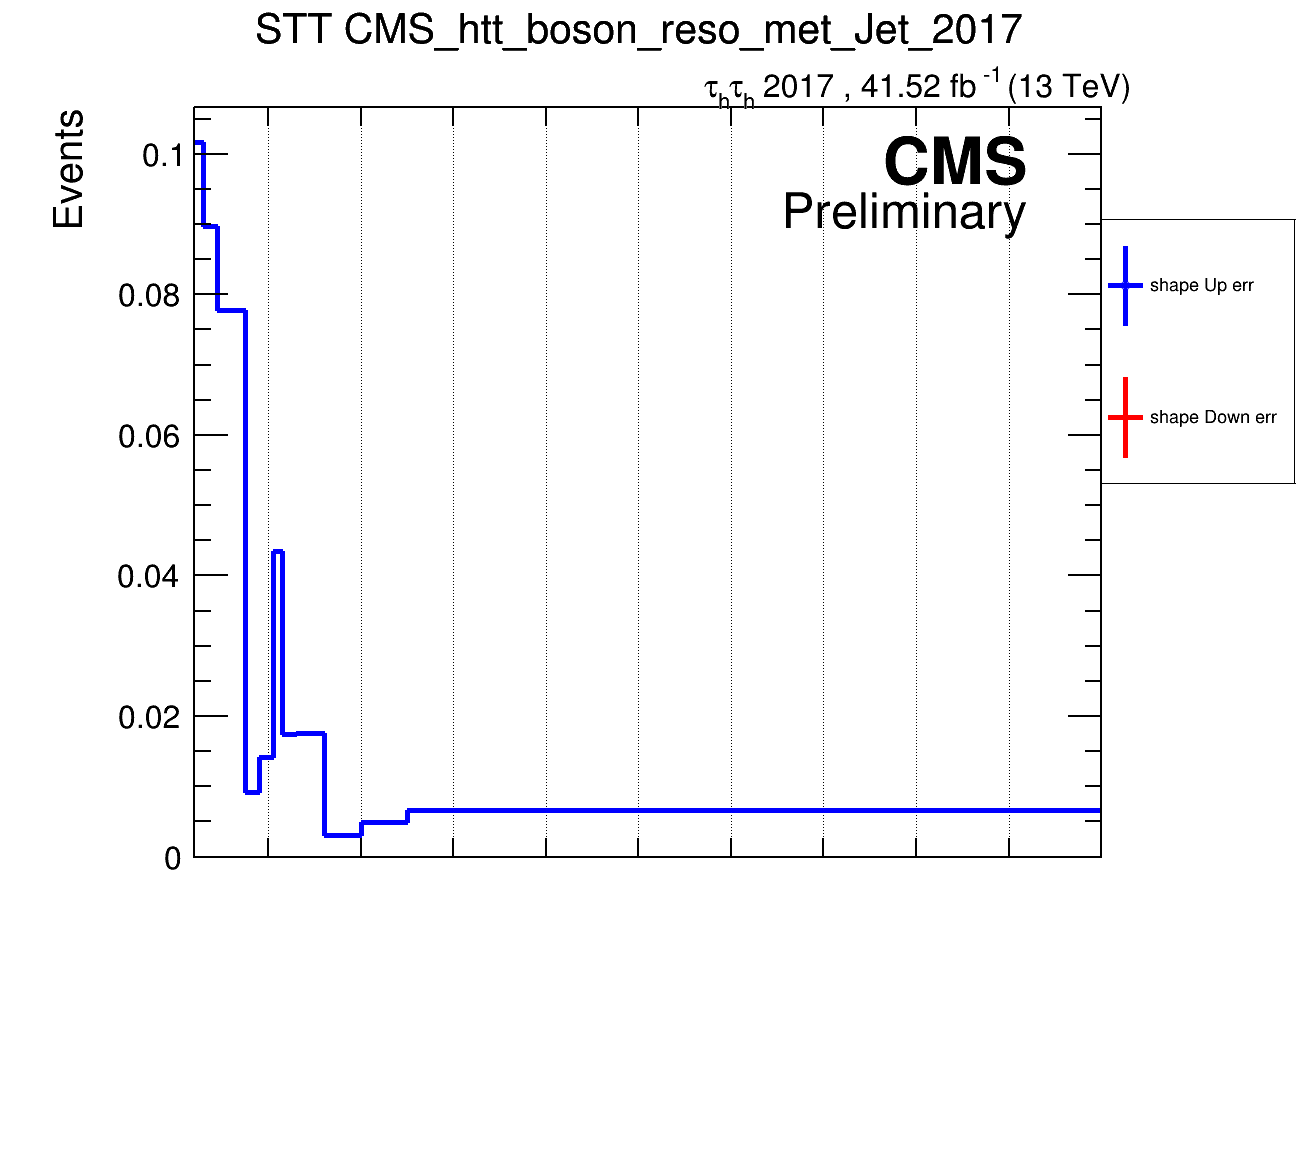 STT CMS_htt_boson_reso_met_Jet_2017
τhτh 2017 , 41.52 fb -1 (13 TeV)
Events
CMS
Preliminary
0.1
0.08
0.06
0.04
0.02
0
shape Up err
shape Down err